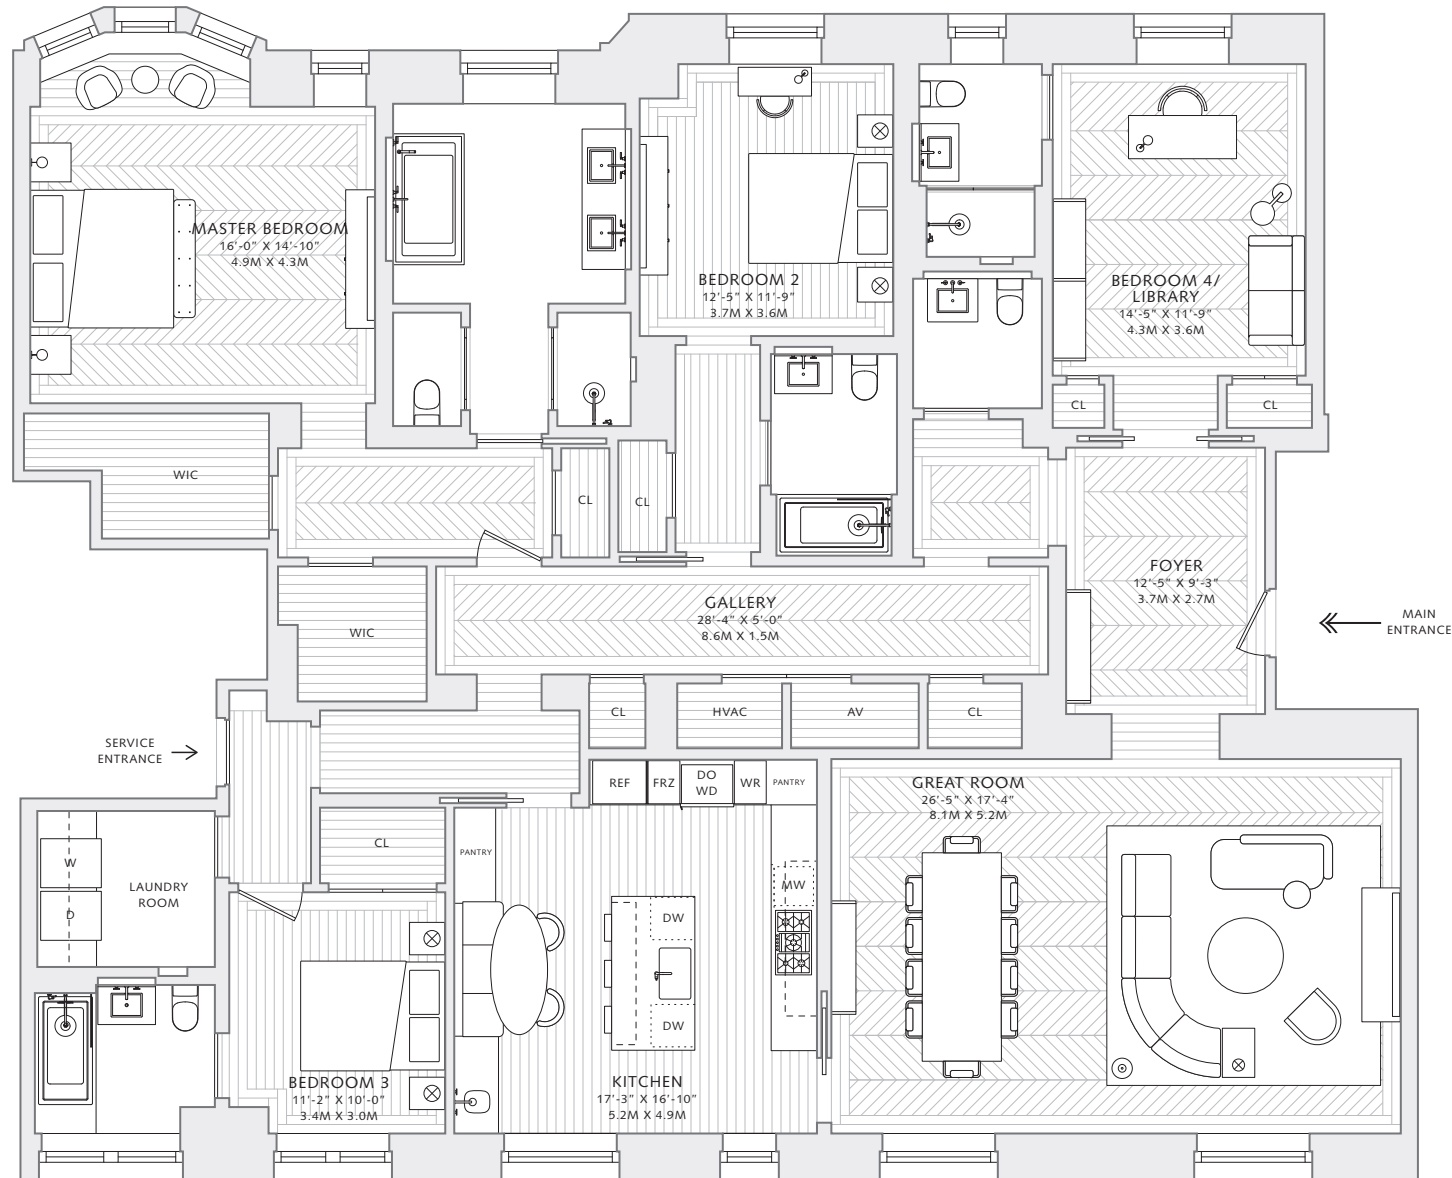 MASTER BEDROOM
16'-0" X 14'-10"
4.9M X 4.3M
BEDROOM 2
12'-5" X 11'-9"
3.7M X 3.6M
BEDROOM 4/
LIBRARY
14'-5" X 11'-9"
4.3M X 3.6M
CL
CL
WIC
CL
CL
FOYER
12'-5" X 9'-3"
3.7M X 2.7M
MAIN
ENTRANCE
GALLERY
28'-4" X 5'-0"
8.6M X 1.5M
WIC
CL
HVAC
AV
CL
SERVICE
ENTRANCE
REF
FRZ
DO
WD
WR
PANTRY
GREAT ROOM
26'-5" X 17'-4"
8.1M X 5.2M
CL
PANTRY
W
D
LAUNDRY
ROOM
MW
DW
DW
BEDROOM 3
11'-2" X 10'-0"
3.4M X 3.0M
KITCHEN
17'-3" X 16'-10"
5.2M X 4.9M